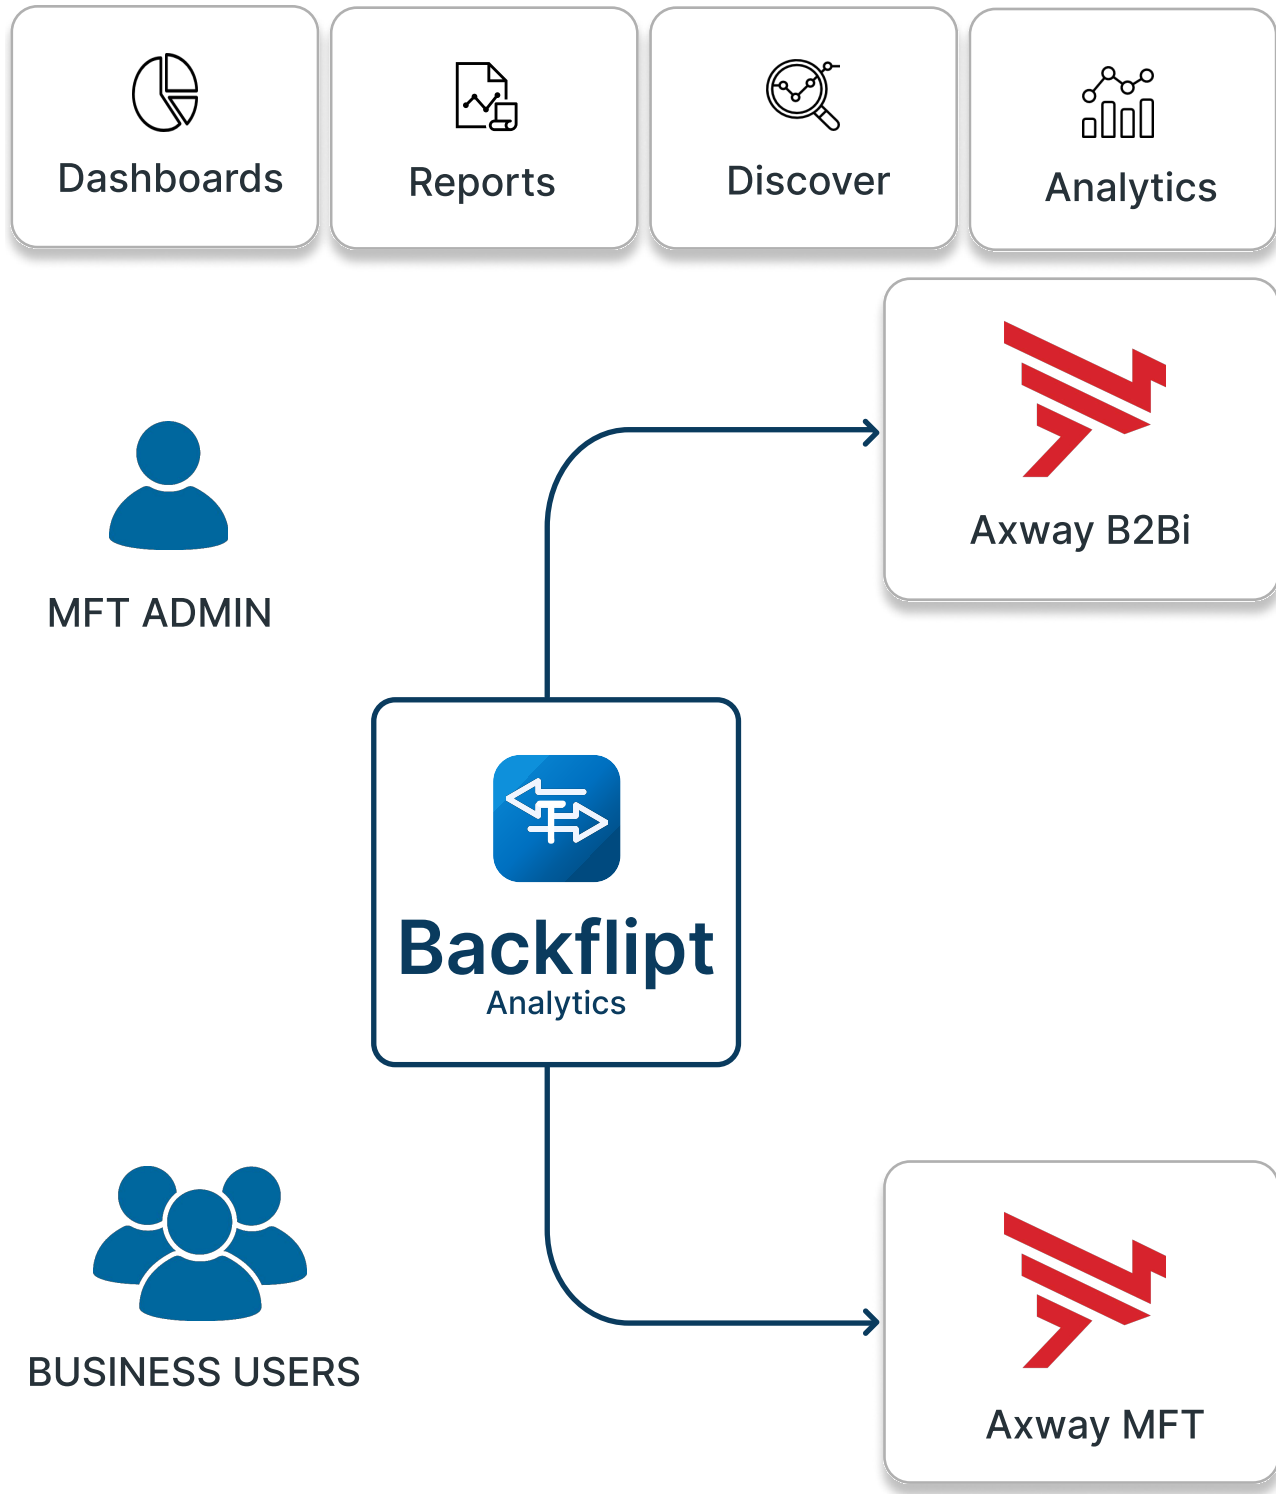 Dashboards
Reports
Discover
Analytics
Axway B2Bi
MFT ADMIN
Backflipt
Analytics
BUSINESS USERS
Axway MFT